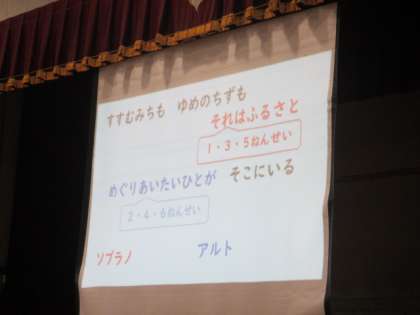 すすむみちも ゆめのちずも
それはふるさと
1・3・5ねんせい
めぐりあいたいひとが そこにいる
2・4・6ねんせい
ソプラノ アルト